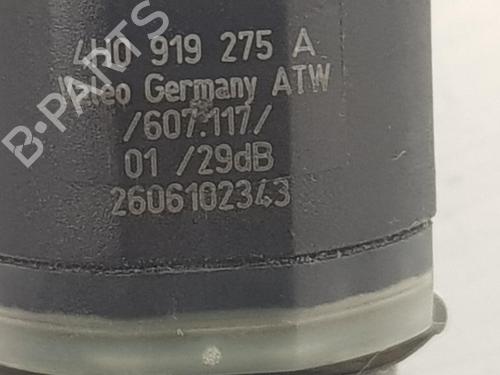 4H0 919 275 A
Valeo Germany ATW
/607.117/
01 /29dB
2606102343
B-PARTS